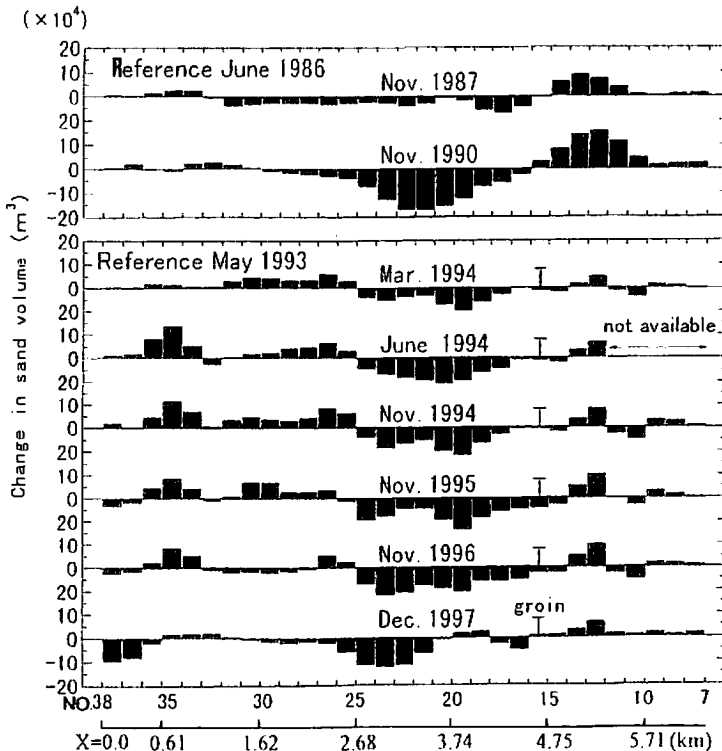 (×10⁴)
20
Reference June 1986
10
Nov. 1987
0
20
10
Nov. 1990
0
-10
-20
Change in sand volume (m³)
20
Reference May 1993
10
Mar. 1994
0
20
10
June 1994
not available
0
20
10
Nov. 1994
0
20
10
Nov. 1995
0
20
10
Nov. 1996
0
groin
20
10
Dec. 1997
0
-10
-20
NO.38 35 30 25 20 15 10 7
X=0.0 0.61 1.62 2.68 3.74 4.75 5.71 (km)